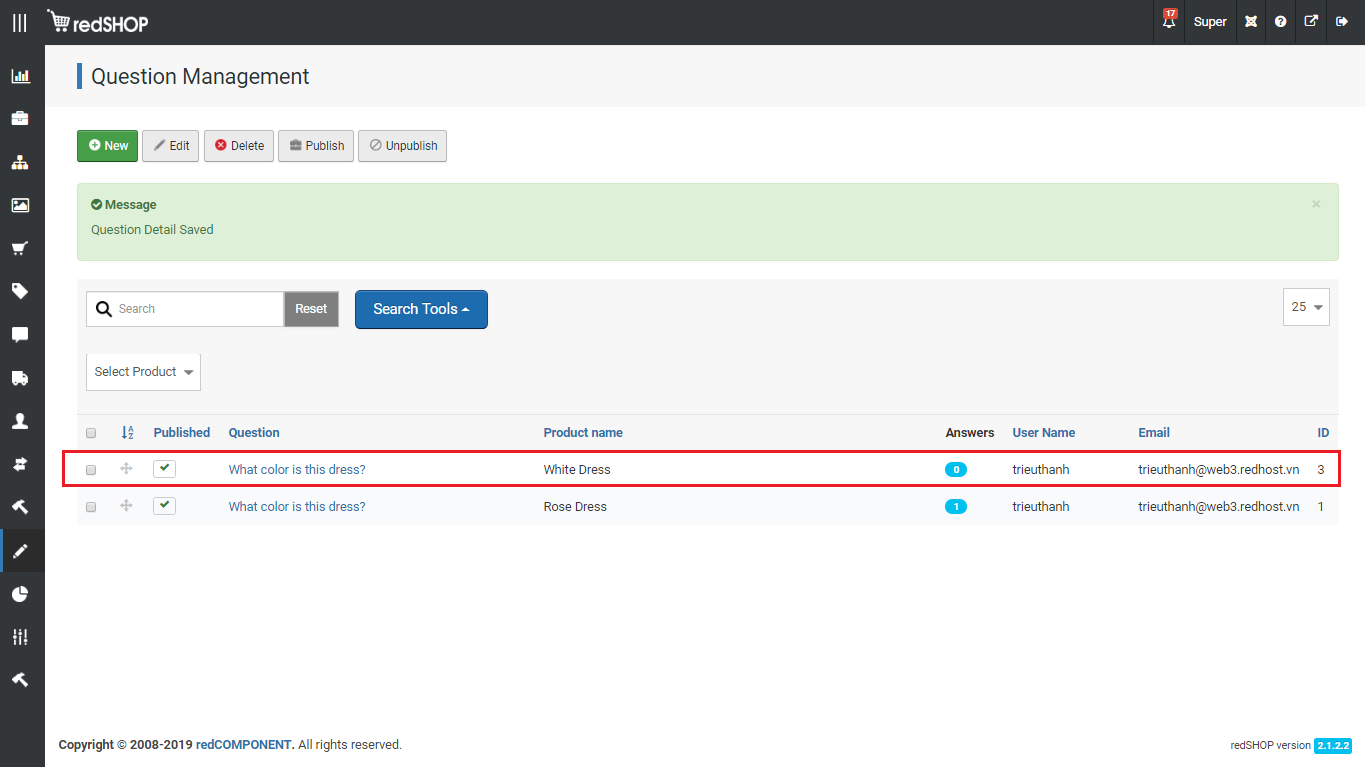 redSHOP
17
Super
Question Management
New Edit Delete Publish Unpublish
Message
×
Question Detail Saved
Search Reset Search Tools 25
Select Product
Published Question Product name Answers User Name Email ID
What color is this dress? White Dress 0 trieuthanh trieuthanh@web3.redhost.vn 3
What color is this dress? Rose Dress 1 trieuthanh trieuthanh@web3.redhost.vn 1
Copyright © 2008-2019 redCOMPONENT. All rights reserved. redSHOP version 2.1.2.2